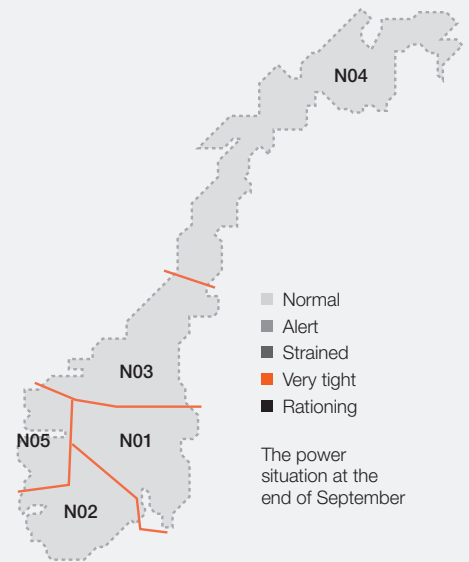 N04
Normal
Alert
Strained
Very tight
Rationing
N03
N05
N01
N02
The power
situation at the
end of September